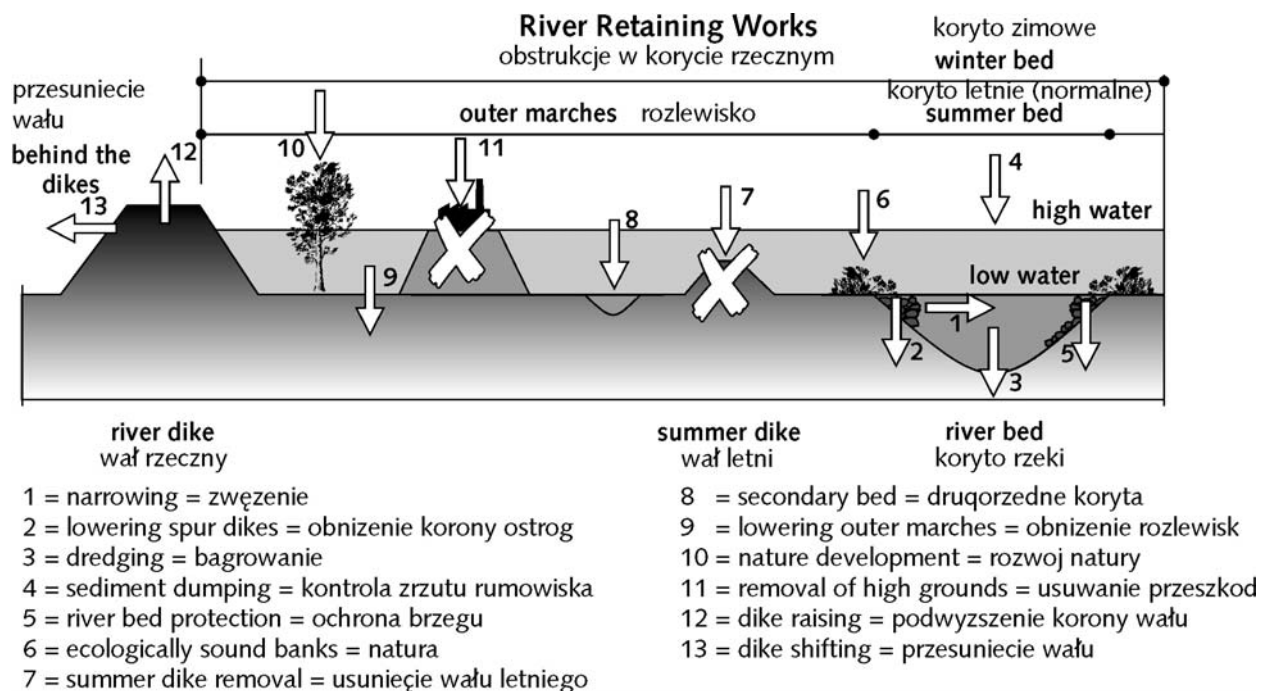 River Retaining Works
obstrukcje w korycie rzecznym
koryto zimowe
winter bed
koryto letnie (normalne)
summer bed
przesuniecie
wału
behind the
dikes
outer marches rozlewisko
10
11
12
13
4
7
6
8
9
high water
low water
1
2
3
5
river dike
wał rzeczny
summer dike
wał letni
river bed
koryto rzeki
1 = narrowing = zwęzenie
2 = lowering spur dikes = obnizenie korony ostrog
3 = dredging = bagrowanie
4 = sediment dumping = kontrola zrzutu rumowiska
5 = river bed protection = ochrona brzegu
6 = ecologically sound banks = natura
7 = summer dike removal = usunięcie wału letniego
8 = secondary bed = druqorzedne koryta
9 = lowering outer marches = obnizenie rozlewisk
10 = nature development = rozwoj natury
11 = removal of high grounds = usuwanie przeszkod
12 = dike raising = podwyzszenie korony wału
13 = dike shifting = przesuniecie wału